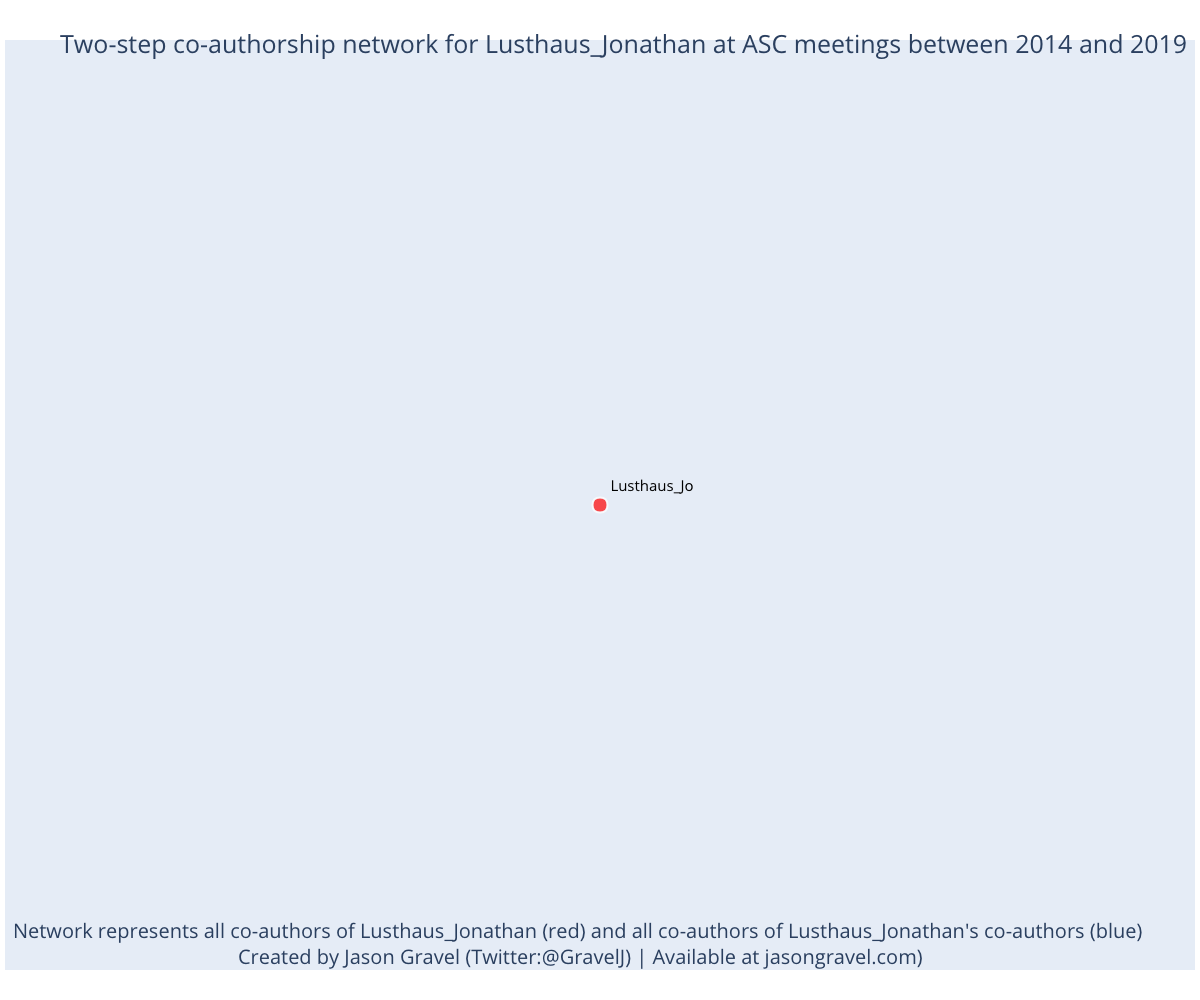 Two-step co-authorship network for Lusthaus_Jonathan at ASC meetings between 2014 and 2019
Lusthaus_Jo
Network represents all co-authors of Lusthaus_Jonathan (red) and all co-authors of Lusthaus_Jonathan's co-authors (blue)
Created by Jason Gravel (Twitter:@GravelJ) | Available at jasongravel.com)